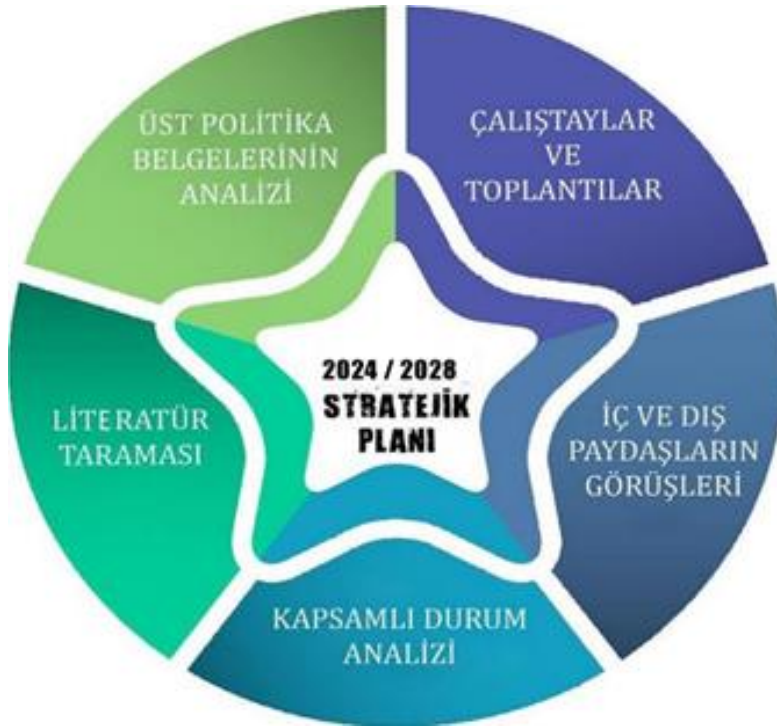 ÜST POLİTİKA
BELGELERİNİN
ANALİZİ
ÇALIŞTAYLAR
VE
TOPLANTILAR
LİTERATÜR
TARAMASI
2024 / 2028
STRATEJİK
PLANI
İÇ VE DIŞ
PAYDAŞLARIN
GÖRÜŞLERİ
KAPSAMLI DURUM
ANALİZİ